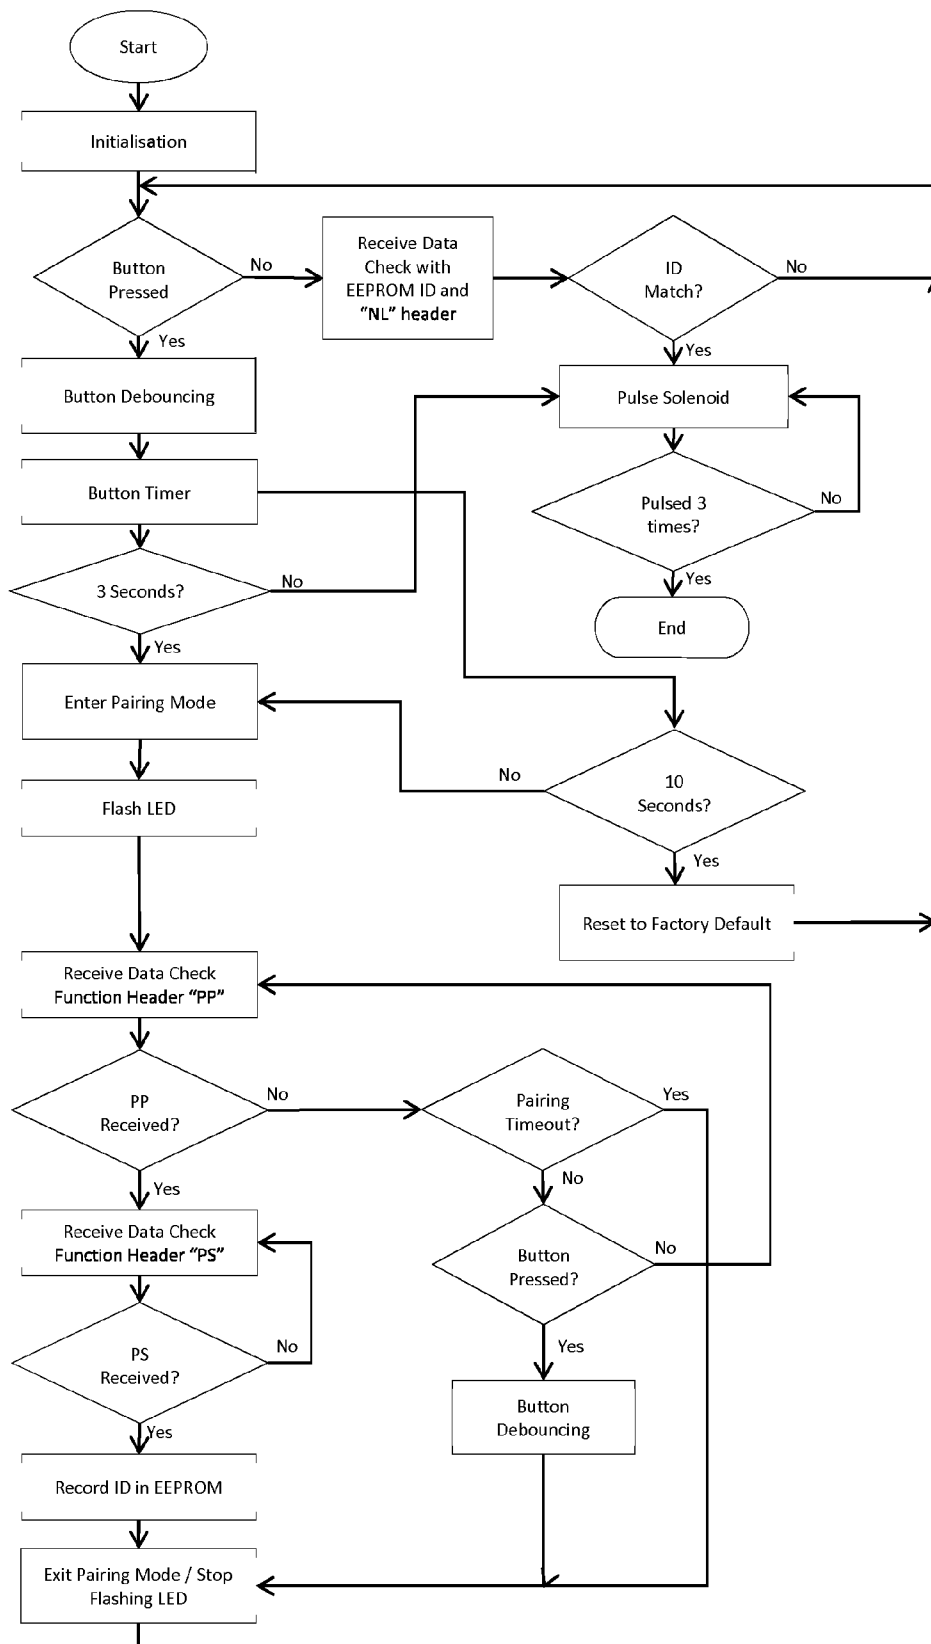 Start
Initialisation
Button
Pressed
No
Receive Data
Check with
EEPROM ID and
“NL” header
ID
Match?
No
Yes
Yes
Button Debouncing
Pulse Solenoid
Button Timer
Pulsed 3
times?
No
3 Seconds?
No
Yes
End
Yes
Enter Pairing Mode
No
10
Seconds?
Flash LED
Yes
Reset to Factory Default
Receive Data Check
Function Header “PP”
PP
Received?
No
Pairing
Timeout?
Yes
Yes
No
Receive Data Check
Function Header “PS”
Button
Pressed?
No
PS
Received?
No
Yes
Yes
Button
Debouncing
Record ID in EEPROM
Exit Pairing Mode / Stop
Flashing LED